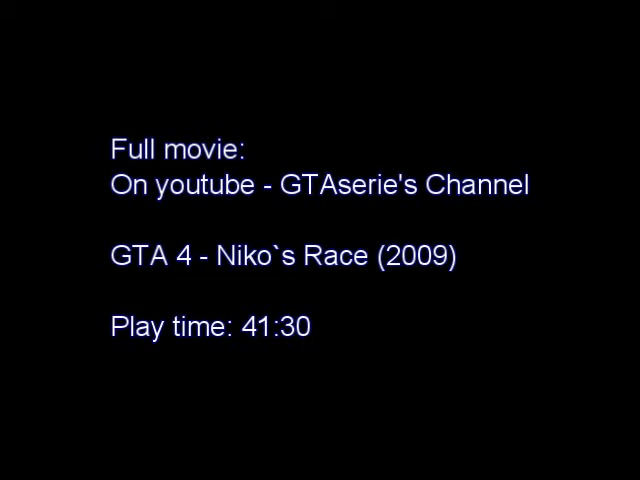 Full movie:
On youtube - GTAserie's Channel
GTA 4 - Niko`s Race (2009)
Play time: 41:30